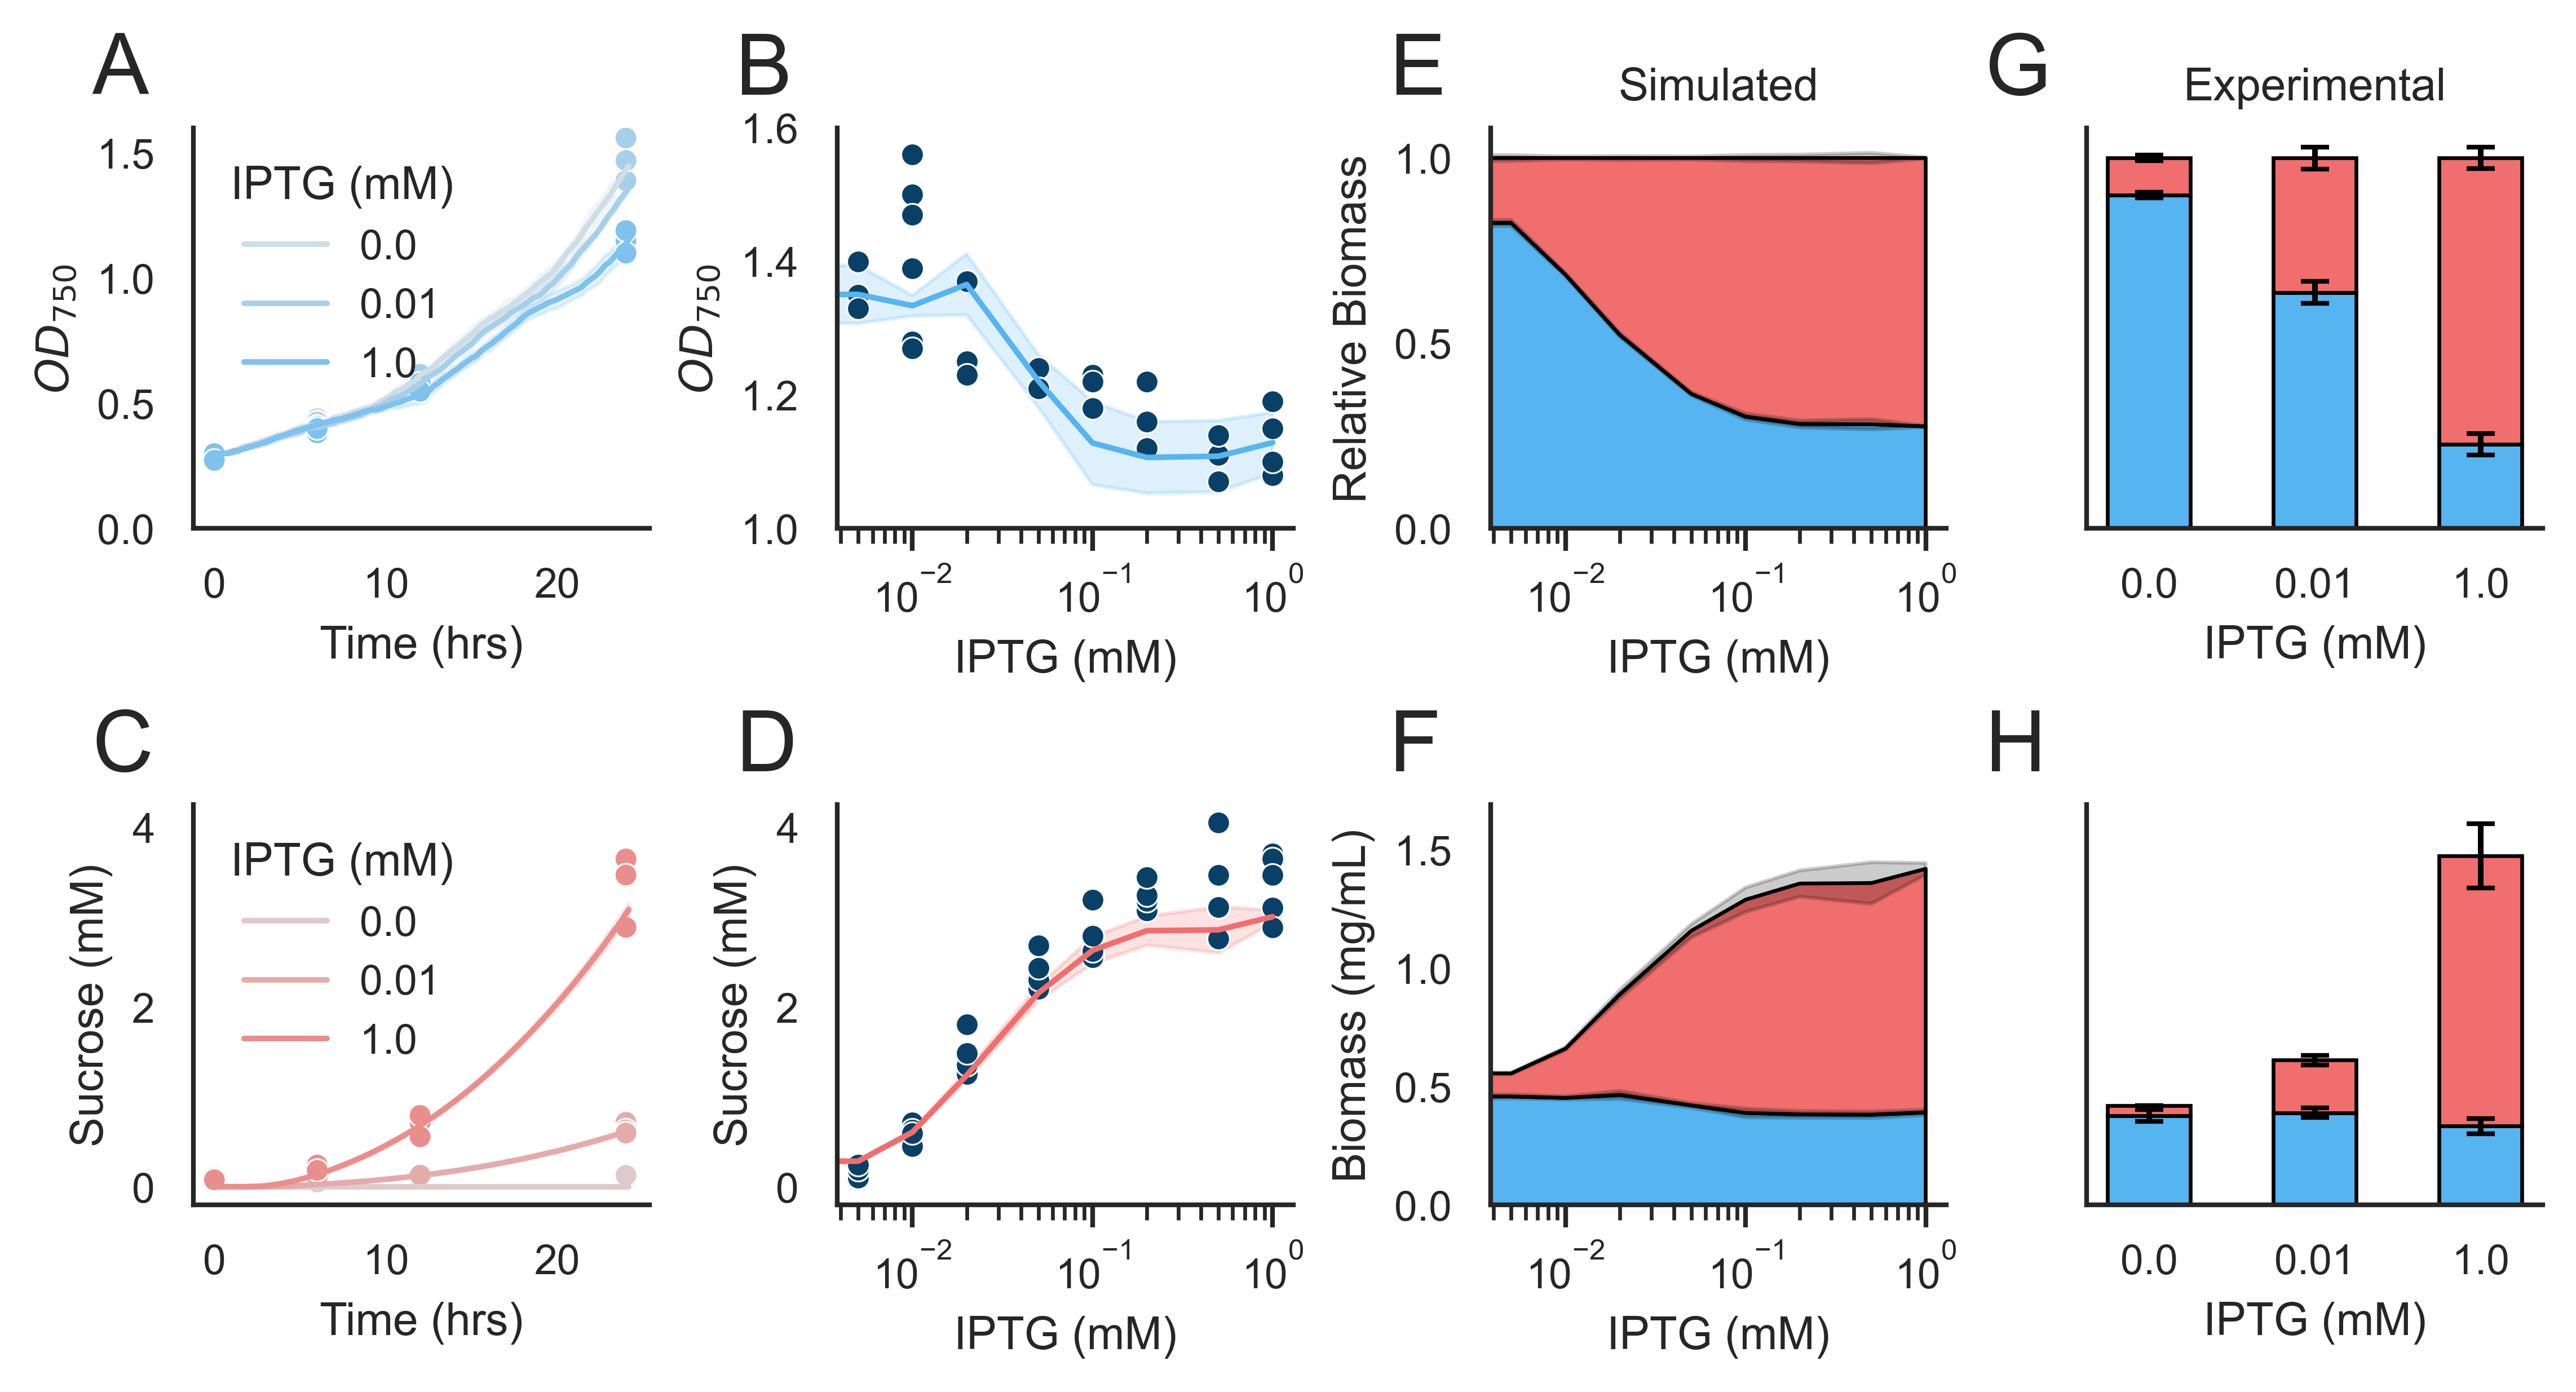 A
1.5
1.0
0.5
0.0
OD750
IPTG (mM)
0.0
0.01
1.0
0
10
20
Time (hrs)
B
1.6
1.4
1.2
1.0
OD750
10−2
10−1
100
IPTG (mM)
E
Simulated
1.0
0.5
0.0
Relative Biomass
10−2
10−1
100
IPTG (mM)
G
Experimental
0.0
0.01
1.0
IPTG (mM)
C
4
2
0
Sucrose (mM)
IPTG (mM)
0.0
0.01
1.0
0
10
20
Time (hrs)
D
4
2
0
Sucrose (mM)
10−2
10−1
100
IPTG (mM)
F
1.5
1.0
0.5
0.0
Biomass (mg/mL)
10−2
10−1
100
IPTG (mM)
H
0.0
0.01
1.0
IPTG (mM)